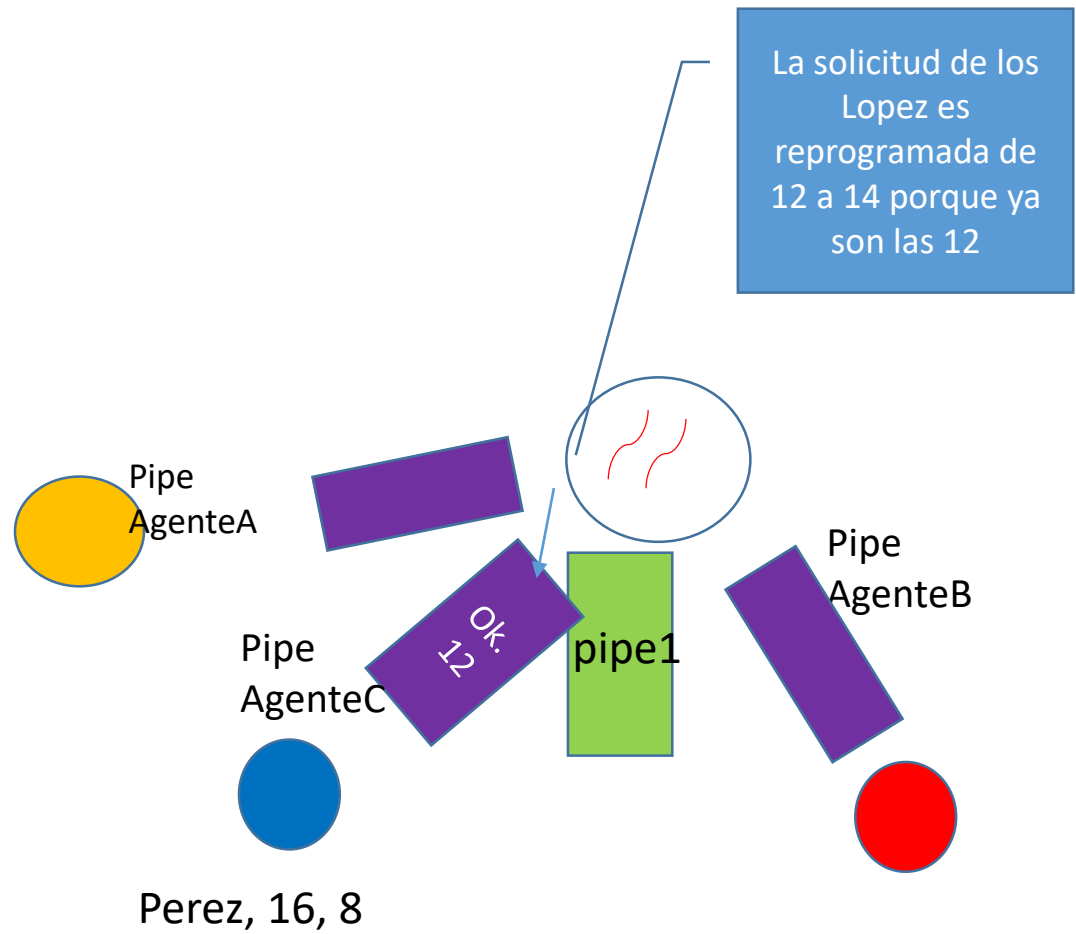 La solicitud de los
Lopez es
reprogramada de
12 a 14 porque ya
son las 12
Pipe
AgenteA
Pipe
AgenteB
Ok.
12
pipe1
Pipe
AgenteC
Perez, 16, 8